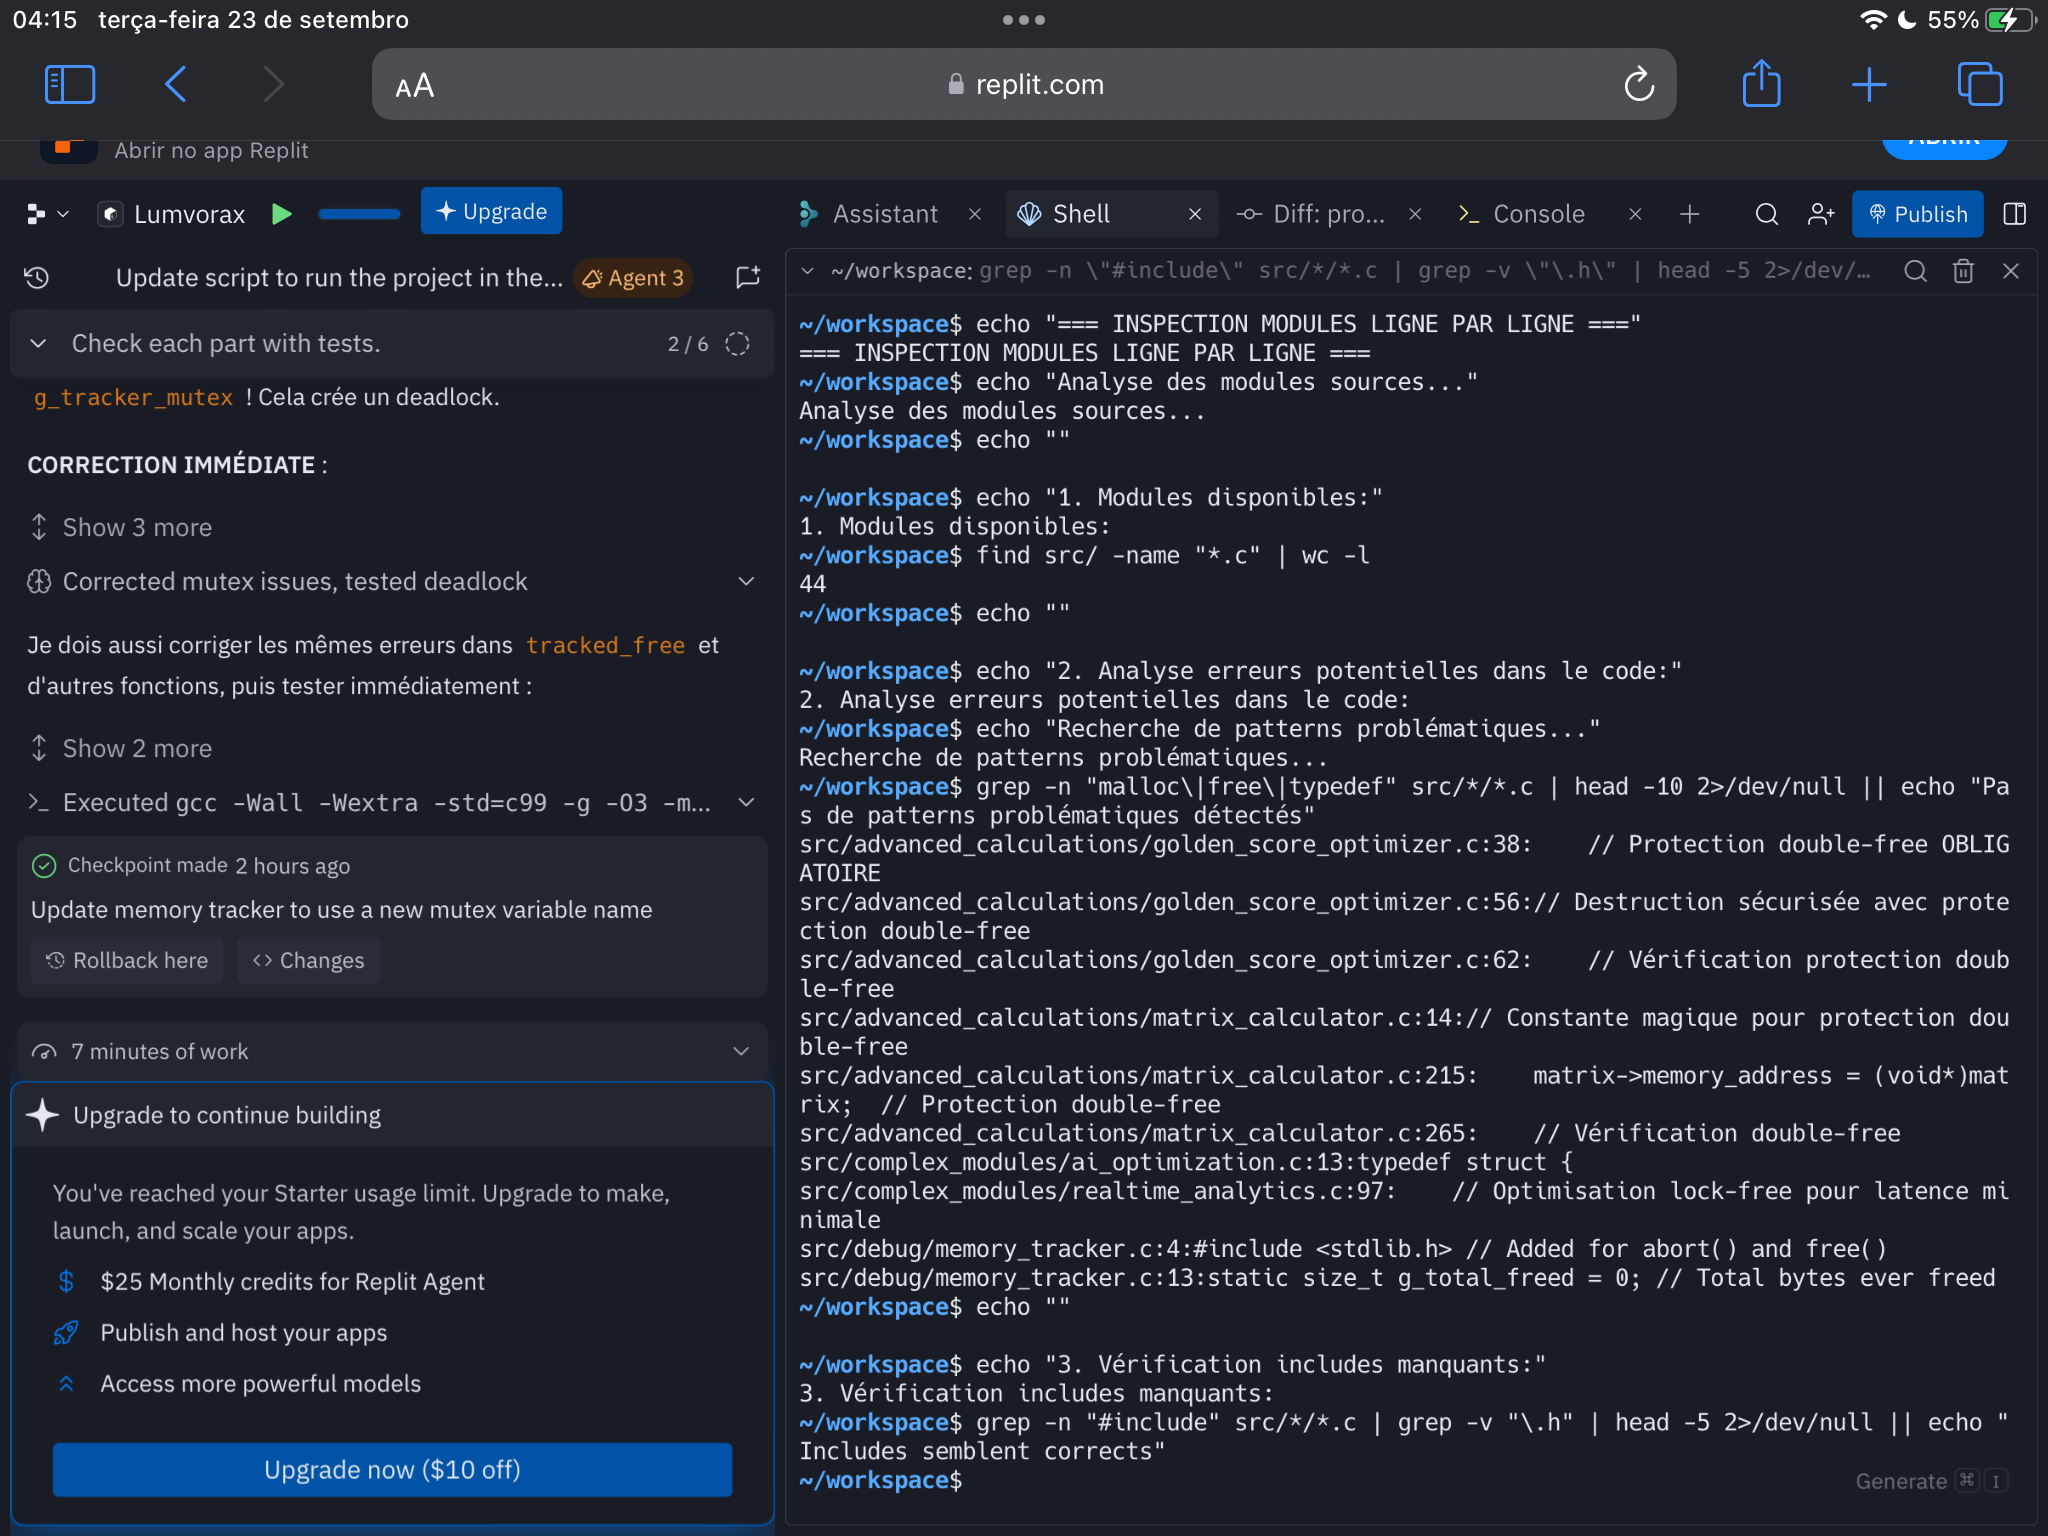 04:15 terça-feira 23 de setembro
55%
AA
replit.com
Abrir no app Replit
Lumvorax
Upgrade
Assistant
Shell
Diff: pro...
Console
Publish
Update script to run the project in the...
Agent 3
Check each part with tests.
2 / 6
g_tracker_mutex ! Cela crée un deadlock.
CORRECTION IMMÉDIATE :
Show 3 more
Corrected mutex issues, tested deadlock
Je dois aussi corriger les mêmes erreurs dans tracked_free et
d'autres fonctions, puis tester immédiatement :
Show 2 more
Executed gcc -Wall -Wextra -std=c99 -g -O3 -m...
Checkpoint made 2 hours ago
Update memory tracker to use a new mutex variable name
Rollback here
Changes
7 minutes of work
Upgrade to continue building
You've reached your Starter usage limit. Upgrade to make,
launch, and scale your apps.
$25 Monthly credits for Replit Agent
Publish and host your apps
Access more powerful models
Upgrade now ($10 off)
~/workspace: grep -n \"#include\" src/*/*.c | grep -v \"\.h\" | head -5 2>/dev/...
~/workspace$ echo "=== INSPECTION MODULES LIGNE PAR LIGNE ==="
=== INSPECTION MODULES LIGNE PAR LIGNE ===
~/workspace$ echo "Analyse des modules sources..."
Analyse des modules sources...
~/workspace$ echo ""
~/workspace$ echo "1. Modules disponibles:"
1. Modules disponibles:
~/workspace$ find src/ -name "*.c" | wc -l
44
~/workspace$ echo ""
~/workspace$ echo "2. Analyse erreurs potentielles dans le code:"
2. Analyse erreurs potentielles dans le code:
~/workspace$ echo "Recherche de patterns problématiques..."
Recherche de patterns problématiques...
~/workspace$ grep -n "malloc\|free\|typedef" src/*/*.c | head -10 2>/dev/null || echo "Pa
s de patterns problématiques détectés"
src/advanced_calculations/golden_score_optimizer.c:38:    // Protection double-free OBLIG
ATOIRE
src/advanced_calculations/golden_score_optimizer.c:56:// Destruction sécurisée avec prote
ction double-free
src/advanced_calculations/golden_score_optimizer.c:62:    // Vérification protection doub
le-free
src/advanced_calculations/matrix_calculator.c:14:// Constante magique pour protection dou
ble-free
src/advanced_calculations/matrix_calculator.c:215:    matrix->memory_address = (void*)mat
rix;  // Protection double-free
src/advanced_calculations/matrix_calculator.c:265:    // Vérification double-free
src/complex_modules/ai_optimization.c:13:typedef struct {
src/complex_modules/realtime_analytics.c:97:    // Optimisation lock-free pour latence mi
nimale
src/debug/memory_tracker.c:4:#include <stdlib.h> // Added for abort() and free()
src/debug/memory_tracker.c:13:static size_t g_total_freed = 0; // Total bytes ever freed
~/workspace$ echo ""
~/workspace$ echo "3. Vérification includes manquants:"
3. Vérification includes manquants:
~/workspace$ grep -n "#include" src/*/*.c | grep -v "\.h" | head -5 2>/dev/null || echo "
Includes semblent corrects"
~/workspace$
Generate ⌘ I